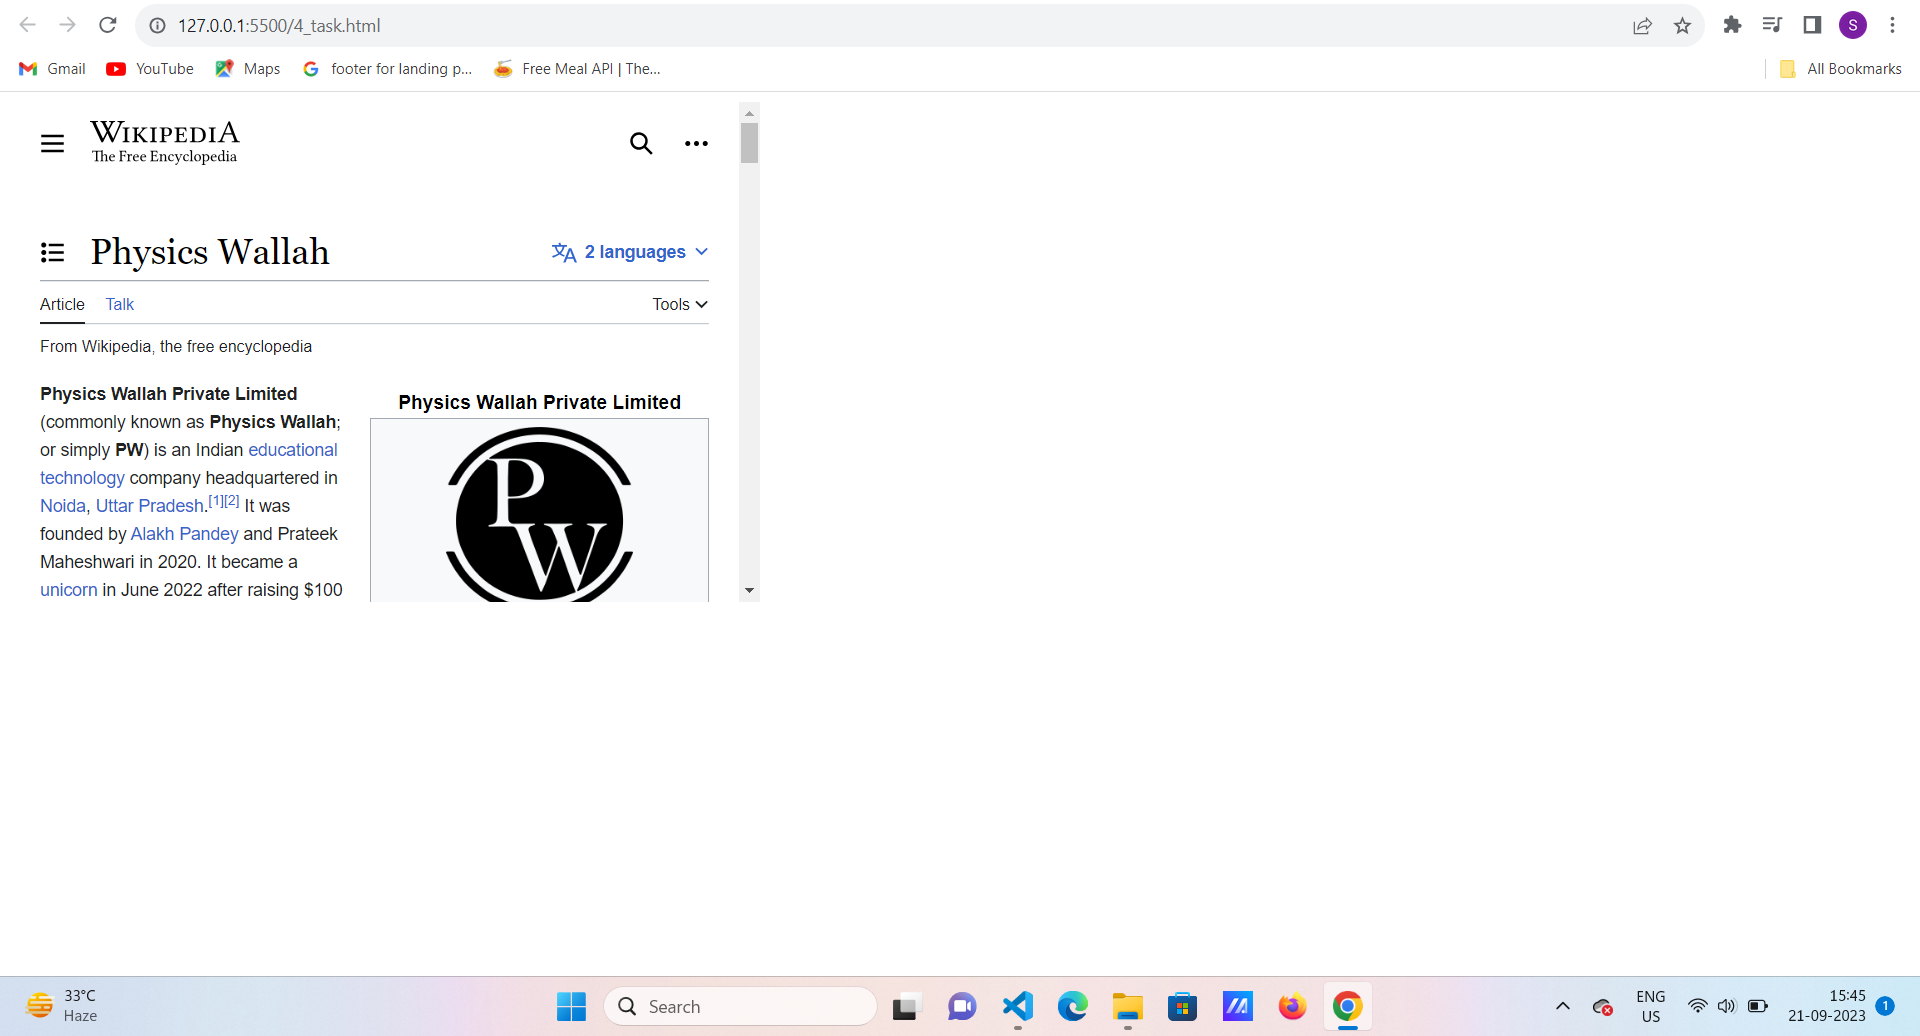 127.0.0.1:5500/4_task.html
S
Gmail YouTube Maps footer for landing p... Free Meal API | The... All Bookmarks
WIKIPEDIA
The Free Encyclopedia
Physics Wallah 2 languages
Article Talk Tools
From Wikipedia, the free encyclopedia
Physics Wallah Private Limited
(commonly known as Physics Wallah;
or simply PW) is an Indian educational
technology company headquartered in
Noida, Uttar Pradesh.[1][2] It was
founded by Alakh Pandey and Prateek
Maheshwari in 2020. It became a
unicorn in June 2022 after raising $100
Physics Wallah Private Limited
PW
33°C
Haze
Search
ENG
US
15:45
21-09-2023
1